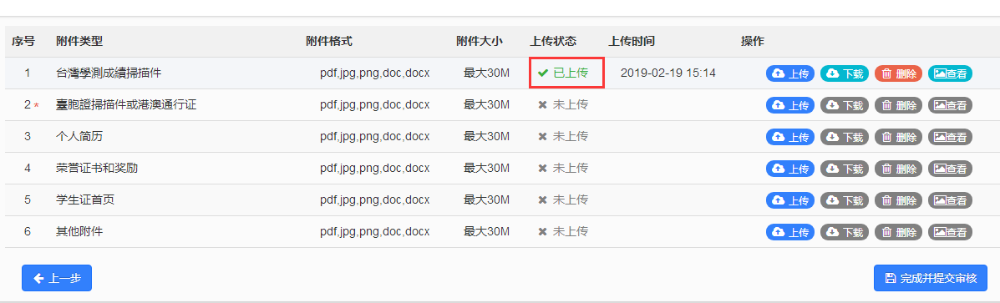 序号 附件类型 附件格式 附件大小 上传状态 上传时间 操作
1 台灣學測成績掃描件 pdf,jpg,png,doc,docx 最大30M 已上传 2019-02-19 15:14 上传 下载 删除 查看
2 * 臺胞證掃描件或港澳通行证 pdf,jpg,png,doc,docx 最大30M 未上传 上传 下载 删除 查看
3 个人简历 pdf,jpg,png,doc,docx 最大30M 未上传 上传 下载 删除 查看
4 荣誉证书和奖励 pdf,jpg,png,doc,docx 最大30M 未上传 上传 下载 删除 查看
5 学生证首页 pdf,jpg,png,doc,docx 最大30M 未上传 上传 下载 删除 查看
6 其他附件 pdf,jpg,png,doc,docx 最大30M 未上传 上传 下载 删除 查看
上一步 完成并提交审核